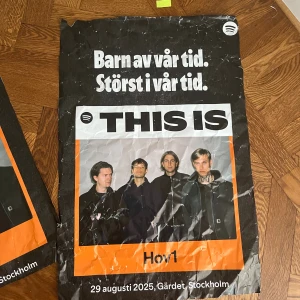 Barn av vår tid.
Störst i vår tid.
THIS IS
Hov1
29 augusti 2025, Gärdet, Stockholm
Stockholm